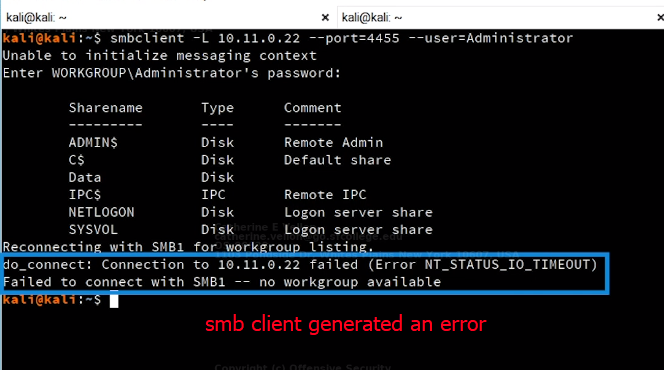 kali@kali: ~ × kali@kali: ~ ×
kali@kali:~$ smbclient -L 10.11.0.22 --port=4455 --user=Administrator
Unable to initialize messaging context
Enter WORKGROUP\Administrator's password:
Sharename Type Comment
--------- ---- -------
ADMIN$ Disk Remote Admin
C$ Disk Default share
Data Disk
IPC$ IPC Remote IPC
NETLOGON Disk Logon server share
SYSVOL Disk Logon server share
Reconnecting with SMB1 for workgroup listing.
do_connect: Connection to 10.11.0.22 failed (Error NT_STATUS_IO_TIMEOUT)
Failed to connect with SMB1 -- no workgroup available
kali@kali:~$
smb client generated an error
Copyright (c) Offensive Security